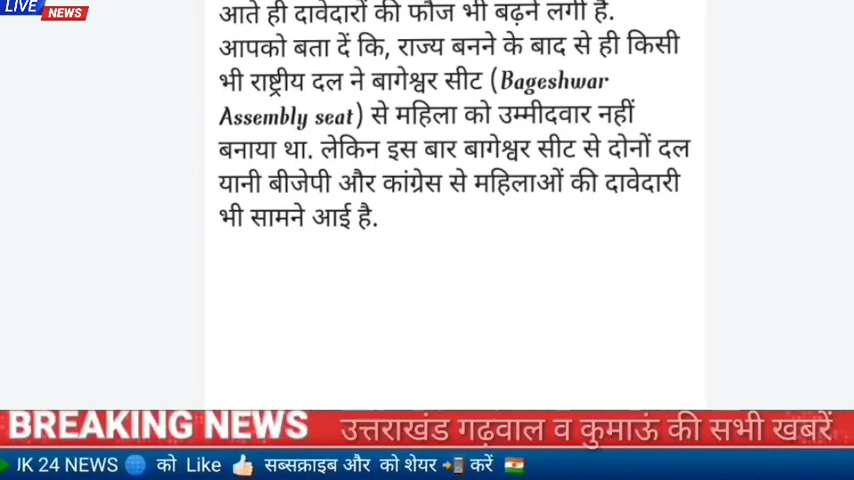 LIVE
NEWS
आते ही दावेदारों की फौज भी बढ़ने लगी है.
आपको बता दें कि, राज्य बनने के बाद से ही किसी
भी राष्ट्रीय दल ने बागेश्वर सीट (Bageshwar
Assembly seat) से महिला को उम्मीदवार नहीं
बनाया था. लेकिन इस बार बागेश्वर सीट से दोनों दल
यानी बीजेपी और कांग्रेस से महिलाओं की दावेदारी
भी सामने आई है.
BREAKING NEWS उत्तराखंड गढ़वाल व कुमाऊं की सभी खबरें
JK 24 NEWS 🌐 को Like 👍🏻 सब्सक्राइब और को शेयर 📲 करें 🇮🇳